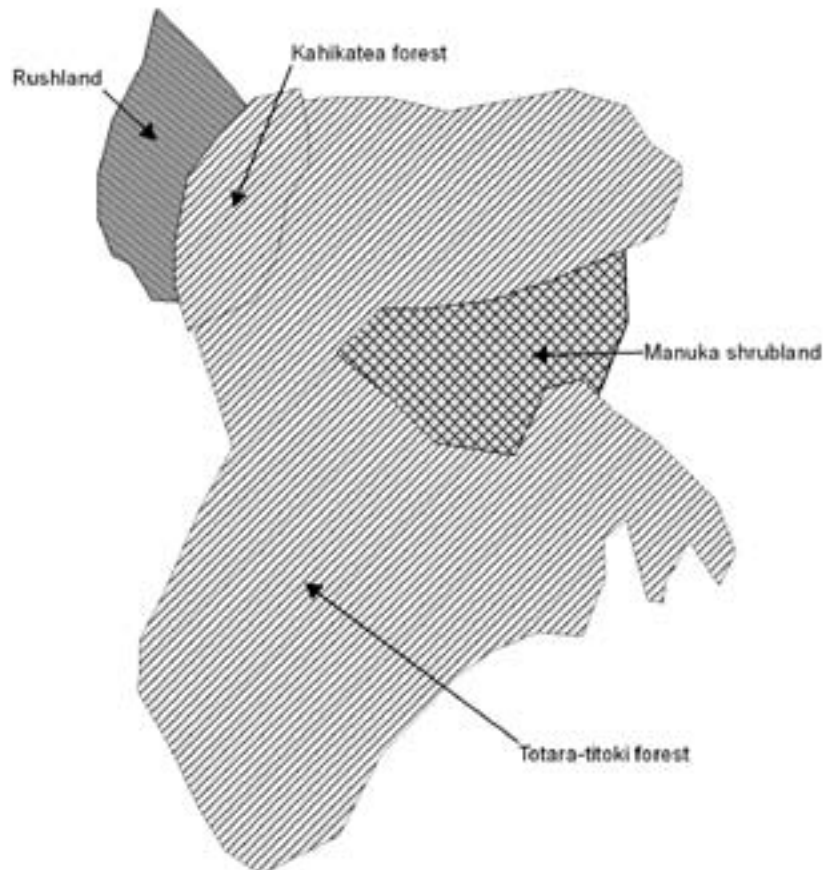 Kahikatea forest
Rushland
Manuka shrubland
Totara-titoki forest